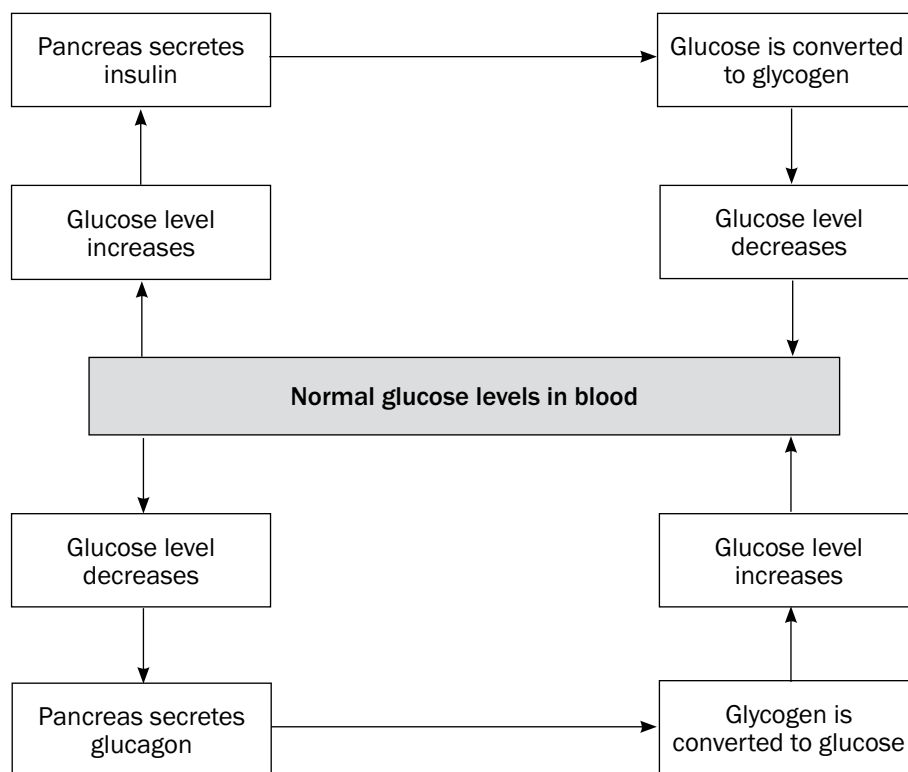 Pancreas secretes
insulin
Glucose is converted
to glycogen
Glucose level
increases
Glucose level
decreases
Normal glucose levels in blood
Glucose level
decreases
Glucose level
increases
Pancreas secretes
glucagon
Glycogen is
converted to glucose